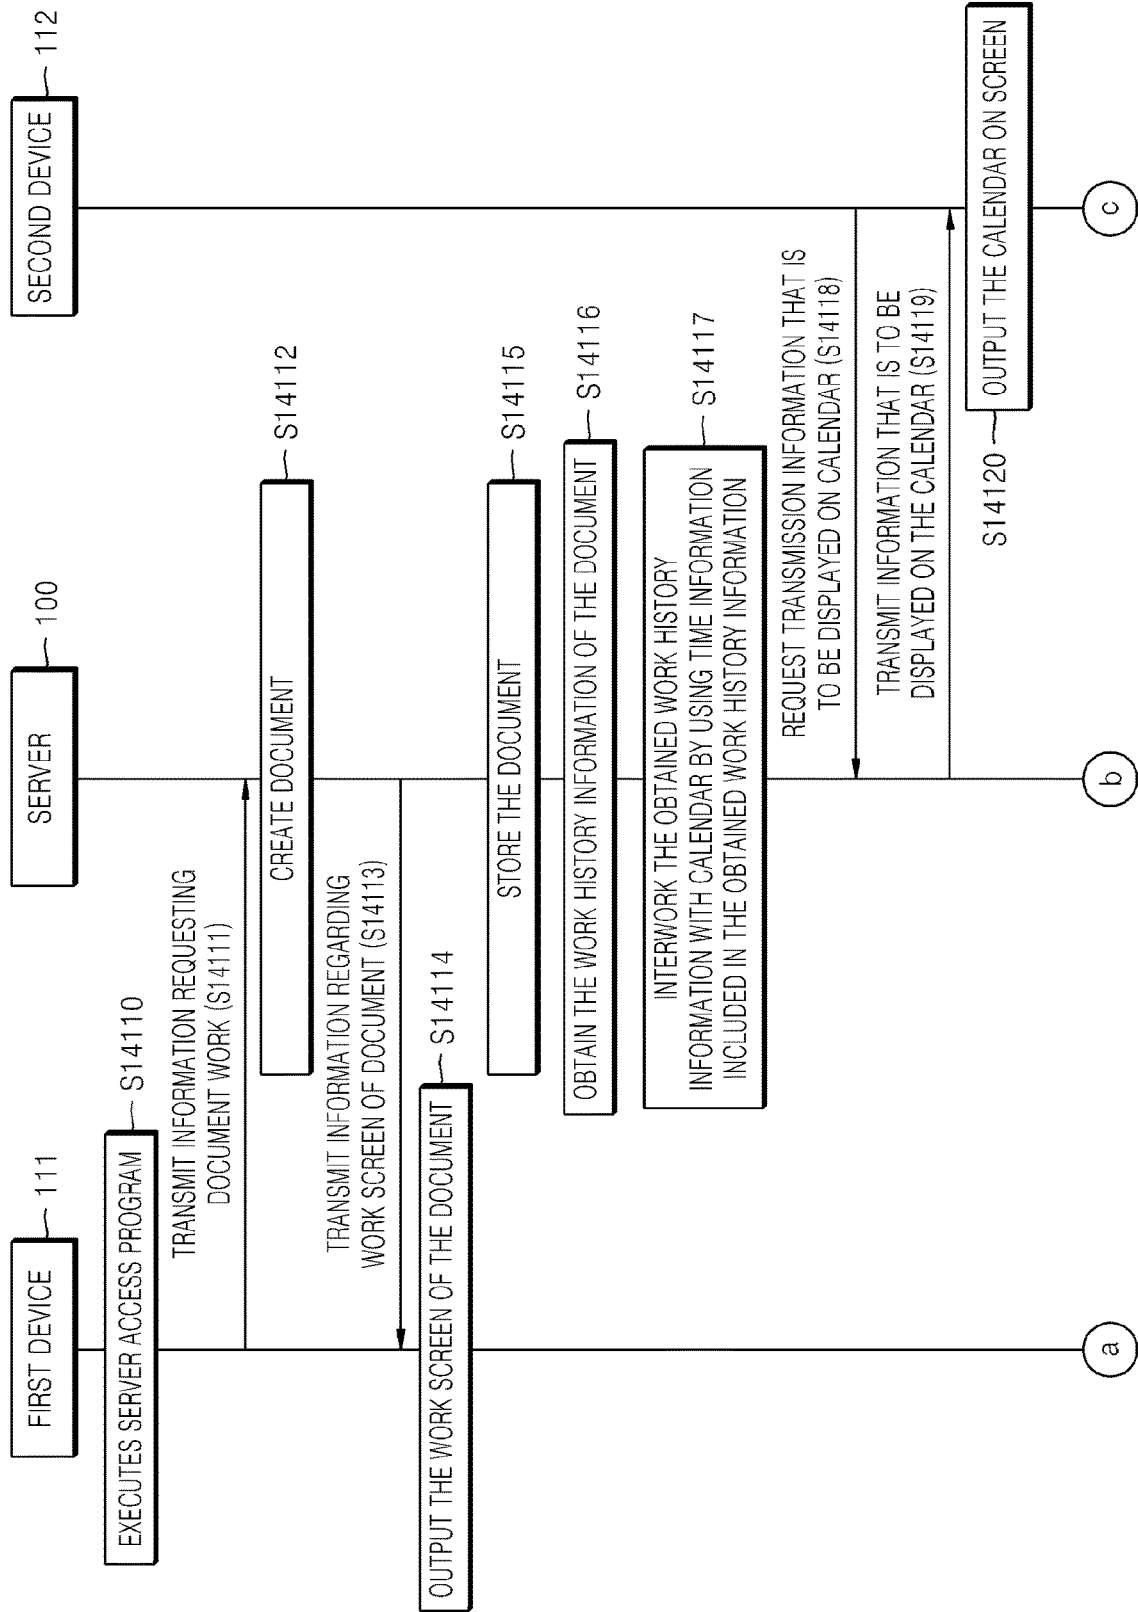 FIRST DEVICE
111
SERVER
100
SECOND DEVICE
112
EXECUTES SERVER ACCESS PROGRAM
S14110
TRANSMIT INFORMATION REQUESTING
DOCUMENT WORK (S14111)
CREATE DOCUMENT
S14112
TRANSMIT INFORMATION REGARDING
WORK SCREEN OF DOCUMENT (S14113)
OUTPUT THE WORK SCREEN OF THE DOCUMENT
S14114
STORE THE DOCUMENT
S14115
OBTAIN THE WORK HISTORY INFORMATION OF THE DOCUMENT
S14116
INTERWORK THE OBTAINED WORK HISTORY
INFORMATION WITH CALENDAR BY USING TIME INFORMATION
INCLUDED IN THE OBTAINED WORK HISTORY INFORMATION
S14117
REQUEST TRANSMISSION INFORMATION THAT IS
TO BE DISPLAYED ON CALENDAR (S14118)
TRANSMIT INFORMATION THAT IS TO BE
DISPLAYED ON THE CALENDAR (S14119)
S14120
OUTPUT THE CALENDAR ON SCREEN
a
b
c